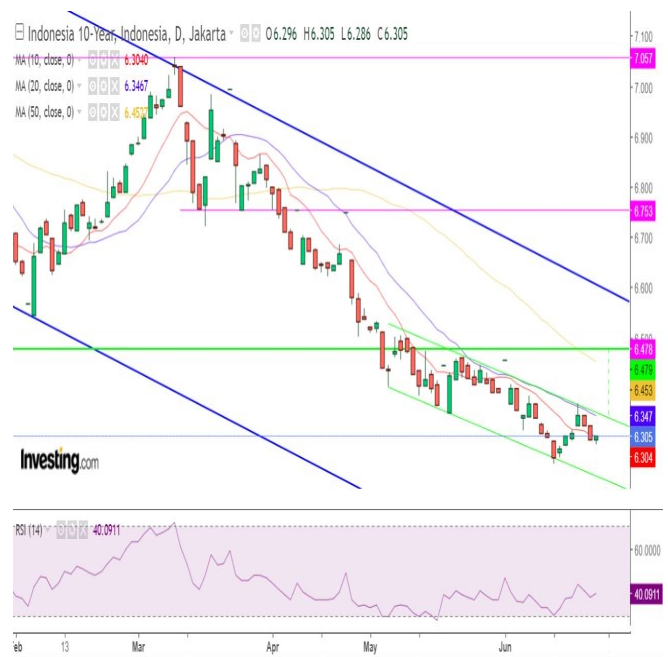 Indonesia 10-Year, Indonesia, D, Jakarta O6.296 H6.305 L6.286 C6.305
MA (10, close, 0) 6.3040
MA (20, close, 0) 6.3467
MA (50, close, 0)
7.100
7.057
7.000
6.900
6.800
6.753
6.700
6.600
6.478
6.479
6.453
6.347
6.305
6.304
Investing.com
RSI (14) 40.0911
60.0000
40.0911
Feb 13 Mar Apr May Jun